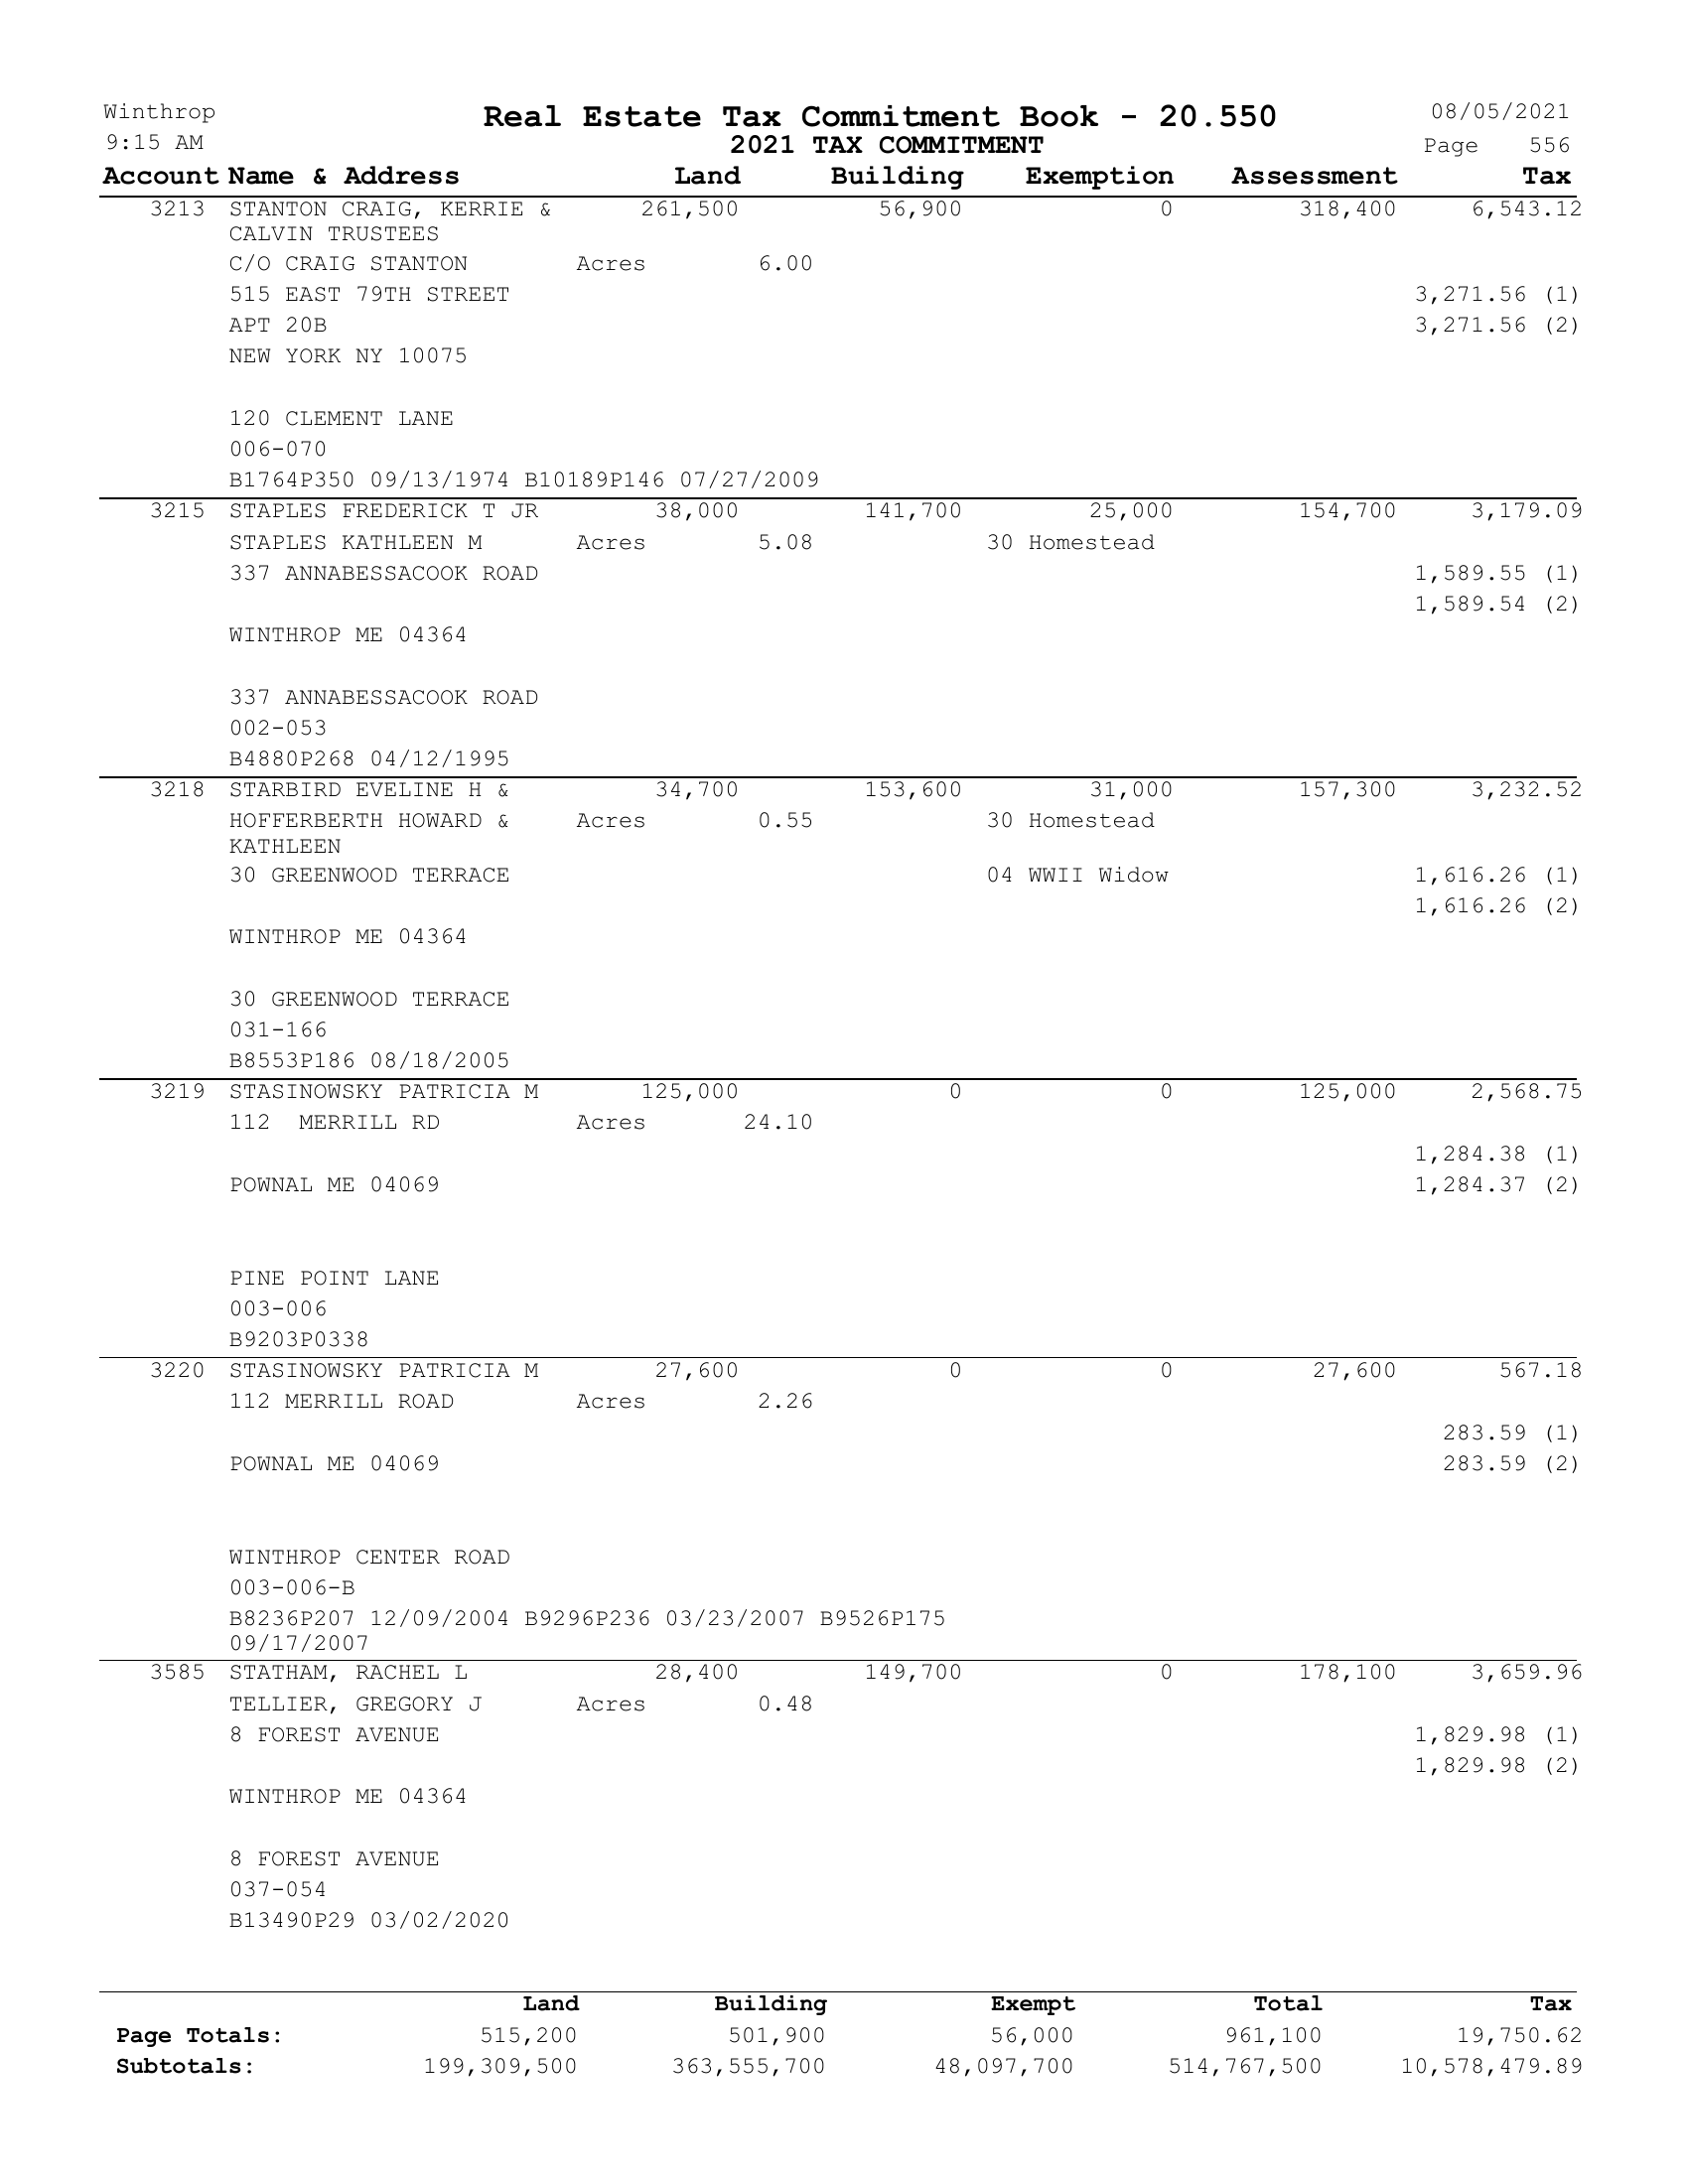 Winthrop Real Estate Tax Commitment Book - 20.550 08/05/2021
9:15 AM 2021 TAX COMMITMENT Page 556
Account Name & Address Land Building Exemption Assessment Tax
3213 STANTON CRAIG, KERRIE & 261,500 56,900 0 318,400 6,543.12
CALVIN TRUSTEES
C/O CRAIG STANTON Acres 6.00
515 EAST 79TH STREET 3,271.56 (1)
APT 20B 3,271.56 (2)
NEW YORK NY 10075
120 CLEMENT LANE
006-070
B1764P350 09/13/1974 B10189P146 07/27/2009
3215 STAPLES FREDERICK T JR 38,000 141,700 25,000 154,700 3,179.09
STAPLES KATHLEEN M Acres 5.08 30 Homestead
337 ANNABESSACOOK ROAD 1,589.55 (1)
1,589.54 (2)
WINTHROP ME 04364
337 ANNABESSACOOK ROAD
002-053
B4880P268 04/12/1995
3218 STARBIRD EVELINE H & 34,700 153,600 31,000 157,300 3,232.52
HOFFERBERTH HOWARD & Acres 0.55 30 Homestead
KATHLEEN
30 GREENWOOD TERRACE 04 WWII Widow 1,616.26 (1)
1,616.26 (2)
WINTHROP ME 04364
30 GREENWOOD TERRACE
031-166
B8553P186 08/18/2005
3219 STASINOWSKY PATRICIA M 125,000 0 0 125,000 2,568.75
112  MERRILL RD Acres 24.10
1,284.38 (1)
POWNAL ME 04069 1,284.37 (2)
PINE POINT LANE
003-006
B9203P0338
3220 STASINOWSKY PATRICIA M 27,600 0 0 27,600 567.18
112 MERRILL ROAD Acres 2.26
283.59 (1)
POWNAL ME 04069 283.59 (2)
WINTHROP CENTER ROAD
003-006-B
B8236P207 12/09/2004 B9296P236 03/23/2007 B9526P175
09/17/2007
3585 STATHAM, RACHEL L 28,400 149,700 0 178,100 3,659.96
TELLIER, GREGORY J Acres 0.48
8 FOREST AVENUE 1,829.98 (1)
1,829.98 (2)
WINTHROP ME 04364
8 FOREST AVENUE
037-054
B13490P29 03/02/2020
Land Building Exempt Total Tax
Page Totals: 515,200 501,900 56,000 961,100 19,750.62
Subtotals: 199,309,500 363,555,700 48,097,700 514,767,500 10,578,479.89